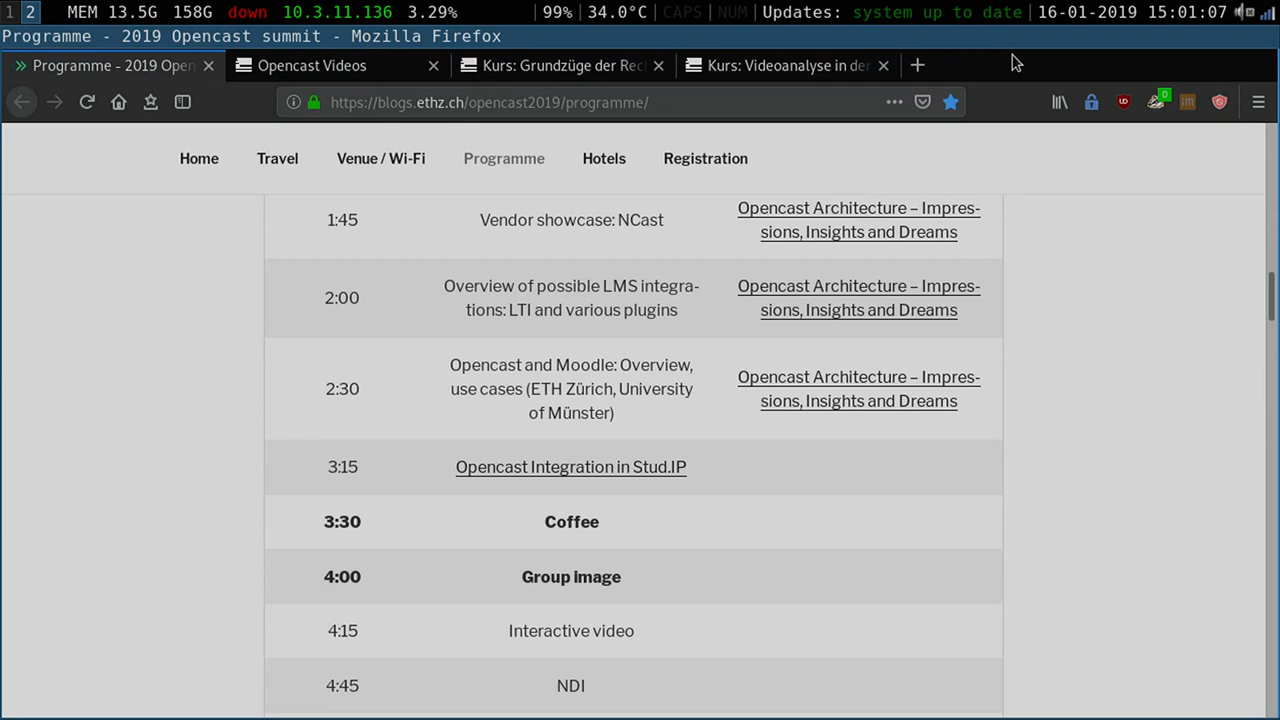 1 2 MEM 13.5G 158G down 10.3.11.136 3.29% 99% 34.0°C CAPS NUM Updates: system up to date 16-01-2019 15:01:07
Programme - 2019 Opencast summit - Mozilla Firefox
Programme - 2019 Open Opencast Videos Kurs: Grundzüge der Rec Kurs: Videoanalyse in der
https://blogs.ethz.ch/opencast2019/programme/
UD 0 im
Home Travel Venue / Wi-Fi Programme Hotels Registration
1:45 Vendor showcase: NCast Opencast Architecture – Impres-
sions, Insights and Dreams
2:00 Overview of possible LMS integra- Opencast Architecture – Impres-
tions: LTI and various plugins sions, Insights and Dreams
2:30 Opencast and Moodle: Overview, Opencast Architecture – Impres-
use cases (ETH Zürich, University sions, Insights and Dreams
of Münster)
3:15 Opencast Integration in Stud.IP
3:30 Coffee
4:00 Group image
4:15 Interactive video
4:45 NDI